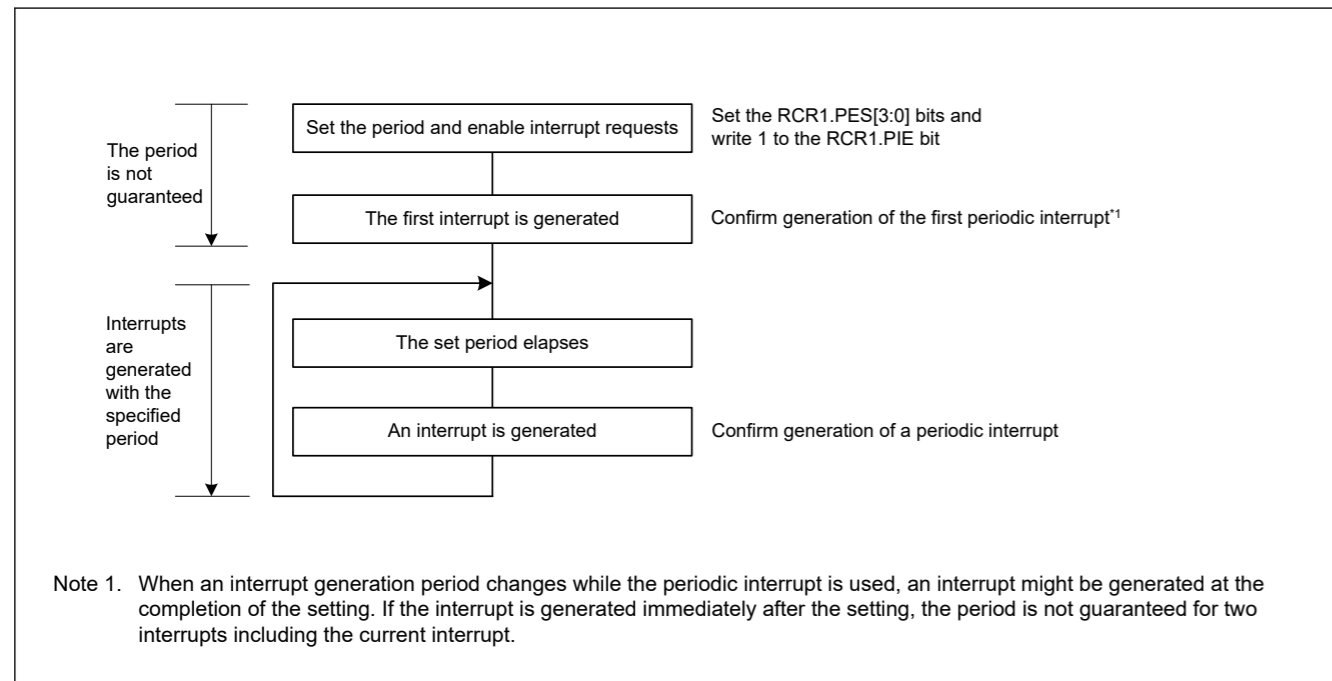 The period
is not
guaranteed
Set the period and enable interrupt requests
Set the RCR1.PES[3:0] bits and
write 1 to the RCR1.PIE bit
The first interrupt is generated
Confirm generation of the first periodic interrupt*1
Interrupts
are
generated
with the
specified
period
The set period elapses
An interrupt is generated
Confirm generation of a periodic interrupt
Note 1. When an interrupt generation period changes while the periodic interrupt is used, an interrupt might be generated at the
completion of the setting. If the interrupt is generated immediately after the setting, the period is not guaranteed for two
interrupts including the current interrupt.